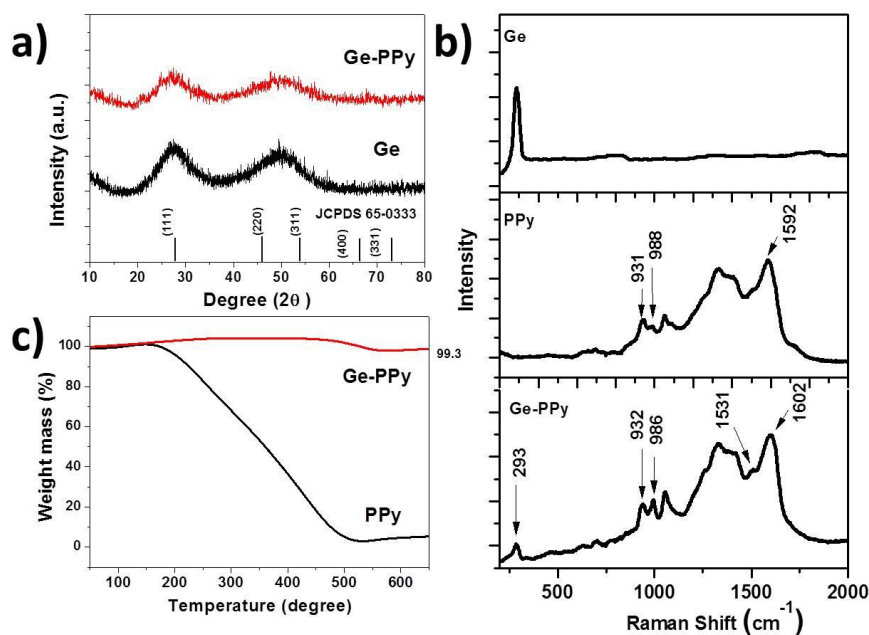 a)
Ge-PPy
Ge
JCPDS 65-0333
(111)
(220)
(311)
(400)
(331)
10 20 30 40 50 60 70 80
Degree (2θ)
Intensity (a.u.)
b)
Ge
PPy
931
988
1592
Ge-PPy
293
932
986
1531
1602
500 1000 1500 2000
Raman Shift (cm-1)
Intensity
c)
100
80
60
40
20
0
99.3
Ge-PPy
PPy
100 200 300 400 500 600
Temperature (degree)
Weight mass (%)